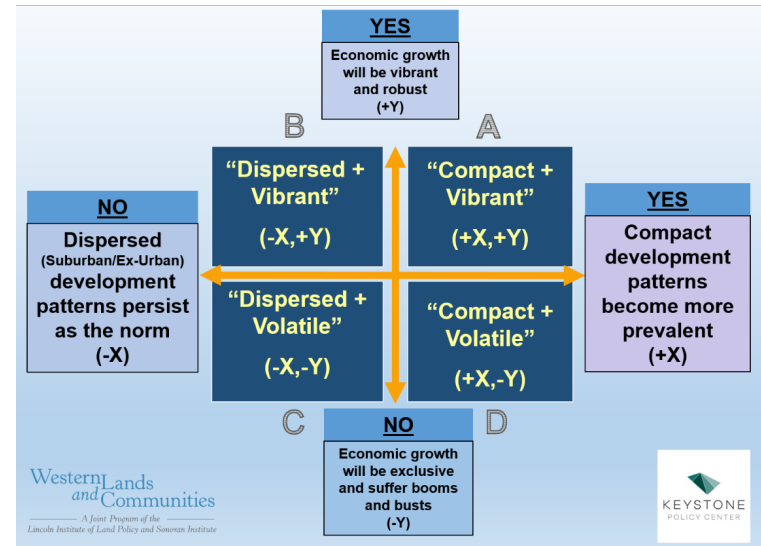 YES
Economic growth
will be vibrant
and robust
(+Y)
B
A
“Dispersed +
Vibrant”
(-X,+Y)
“Compact +
Vibrant”
(+X,+Y)
NO
Dispersed
(Suburban/Ex-Urban)
development
patterns persist
as the norm
(-X)
YES
Compact
development
patterns
become more
prevalent
(+X)
“Dispersed +
Volatile”
(-X,-Y)
“Compact +
Volatile”
(+X,-Y)
C
D
NO
Economic growth
will be exclusive
and suffer booms
and busts
(-Y)
Western Lands
and Communities
A Joint Program of the
Lincoln Institute of Land Policy and Sonoran Institute
KEYSTONE
POLICY CENTER